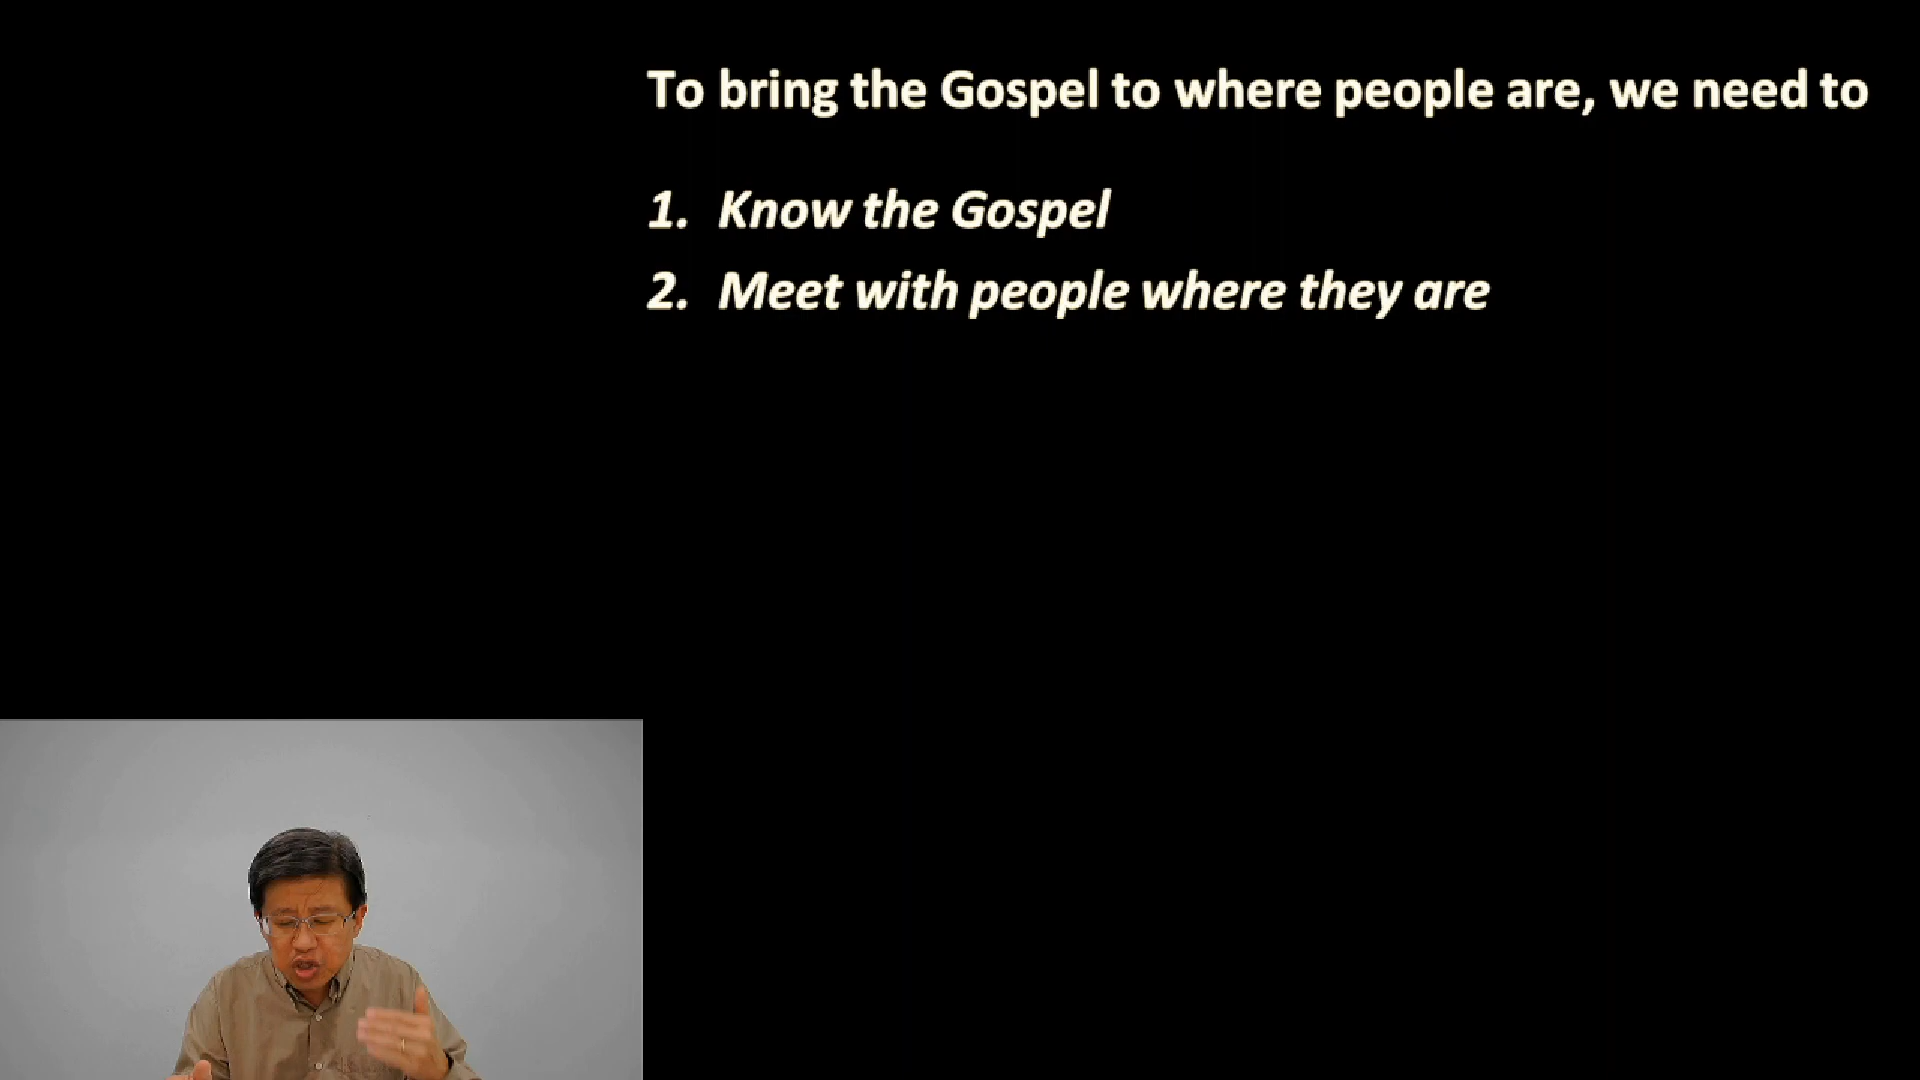 To bring the Gospel to where people are, we need to
1. Know the Gospel
2. Meet with people where they are